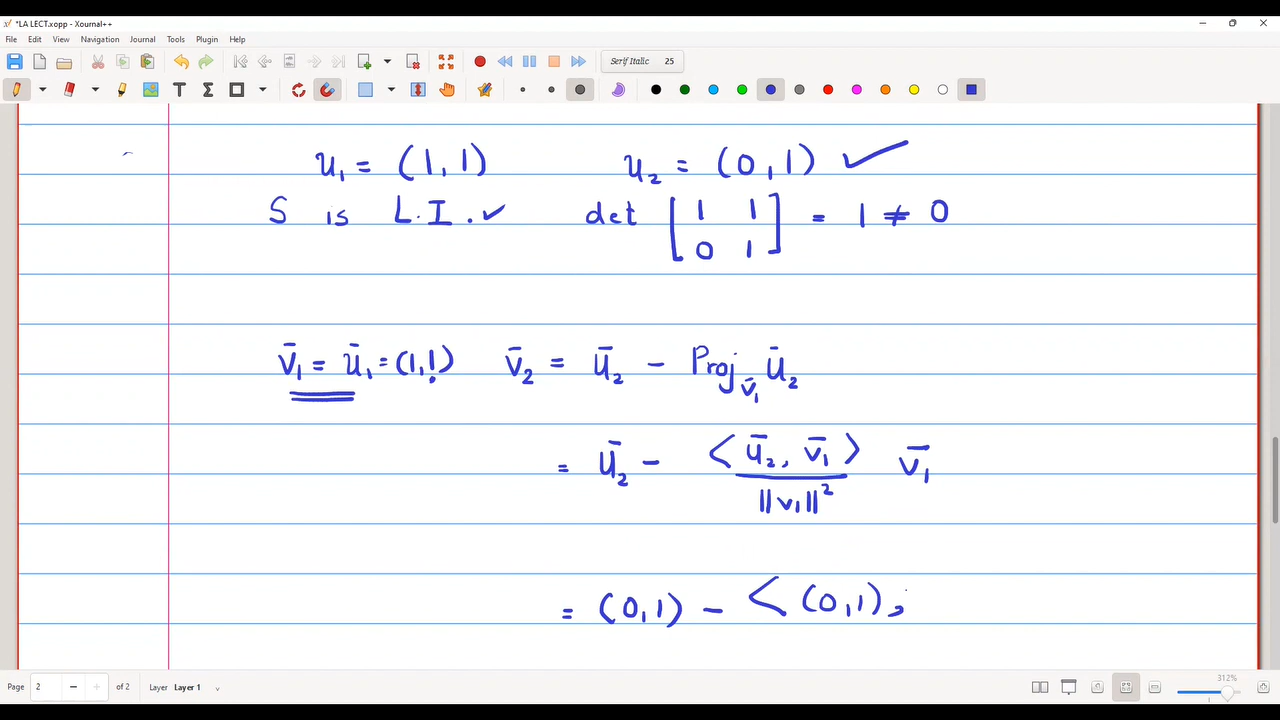 *LA LECT.xopp - Xournal++
File Edit View Navigation Journal Tools Plugin Help
Serif Italic 25
u₁ = (1, 1) u₂ = (0, 1) ✓
S is L.I. ✓ det [ 1 1 ; 0 1 ] = 1 ≠ 0
v̄₁ = ū₁ = (1,1) v̄₂ = ū₂ - Proj_v̄₁ ū₂
= ū₂ - < ū₂, v̄₁ > / ||v₁||² v̄₁
= (0,1) - < (0,1),
Page 2 of 2 Layer Layer 1 312%